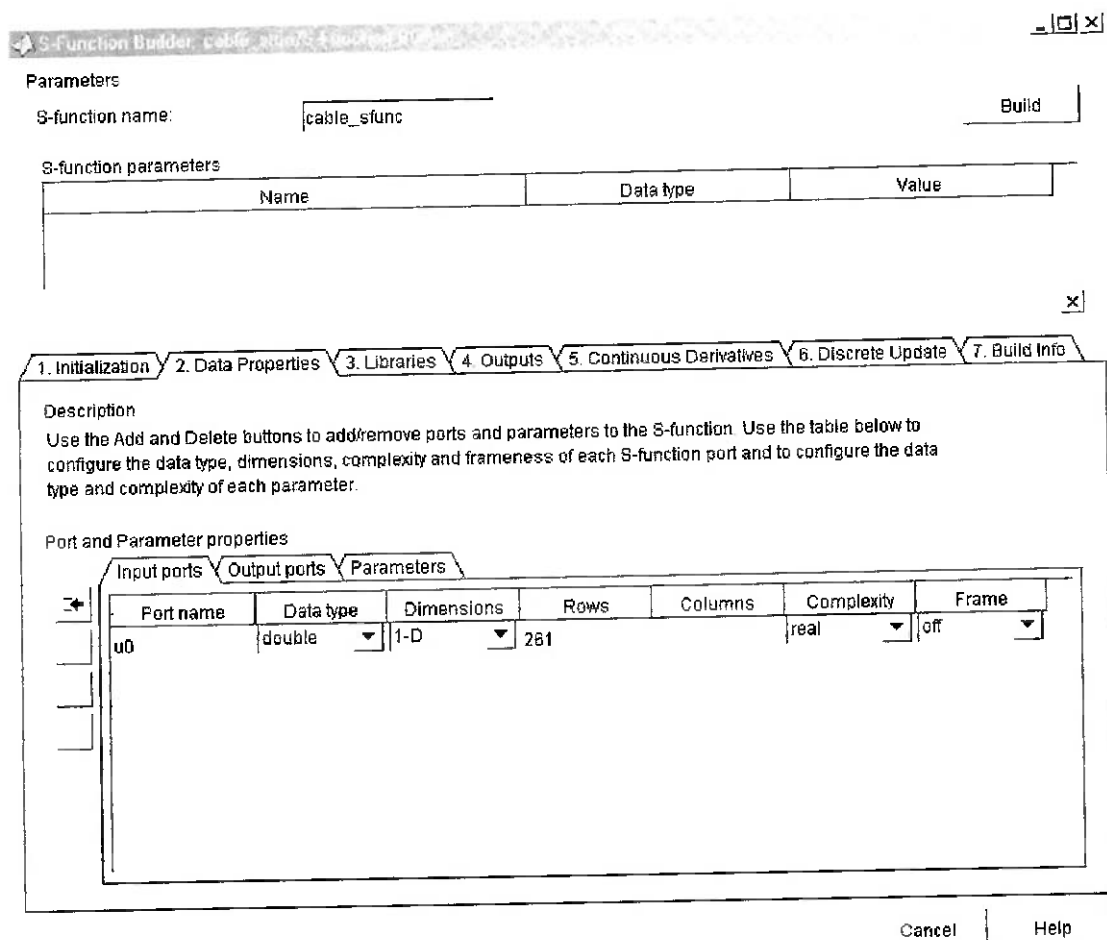 S-Function Builder: cable_sfun
Parameters
S-function name: cable_sfunc Build
S-function parameters
Name Data type Value
1. Initialization 2. Data Properties 3. Libraries 4. Outputs 5. Continuous Derivatives 6. Discrete Update 7. Build Info
Description
Use the Add and Delete buttons to add/remove ports and parameters to the S-function. Use the table below to
configure the data type, dimensions, complexity and frameness of each S-function port and to configure the data
type and complexity of each parameter.
Port and Parameter properties
Input ports Output ports Parameters
Port name Data type Dimensions Rows Columns Complexity Frame
u0 double 1-D 261 real off
Cancel Help